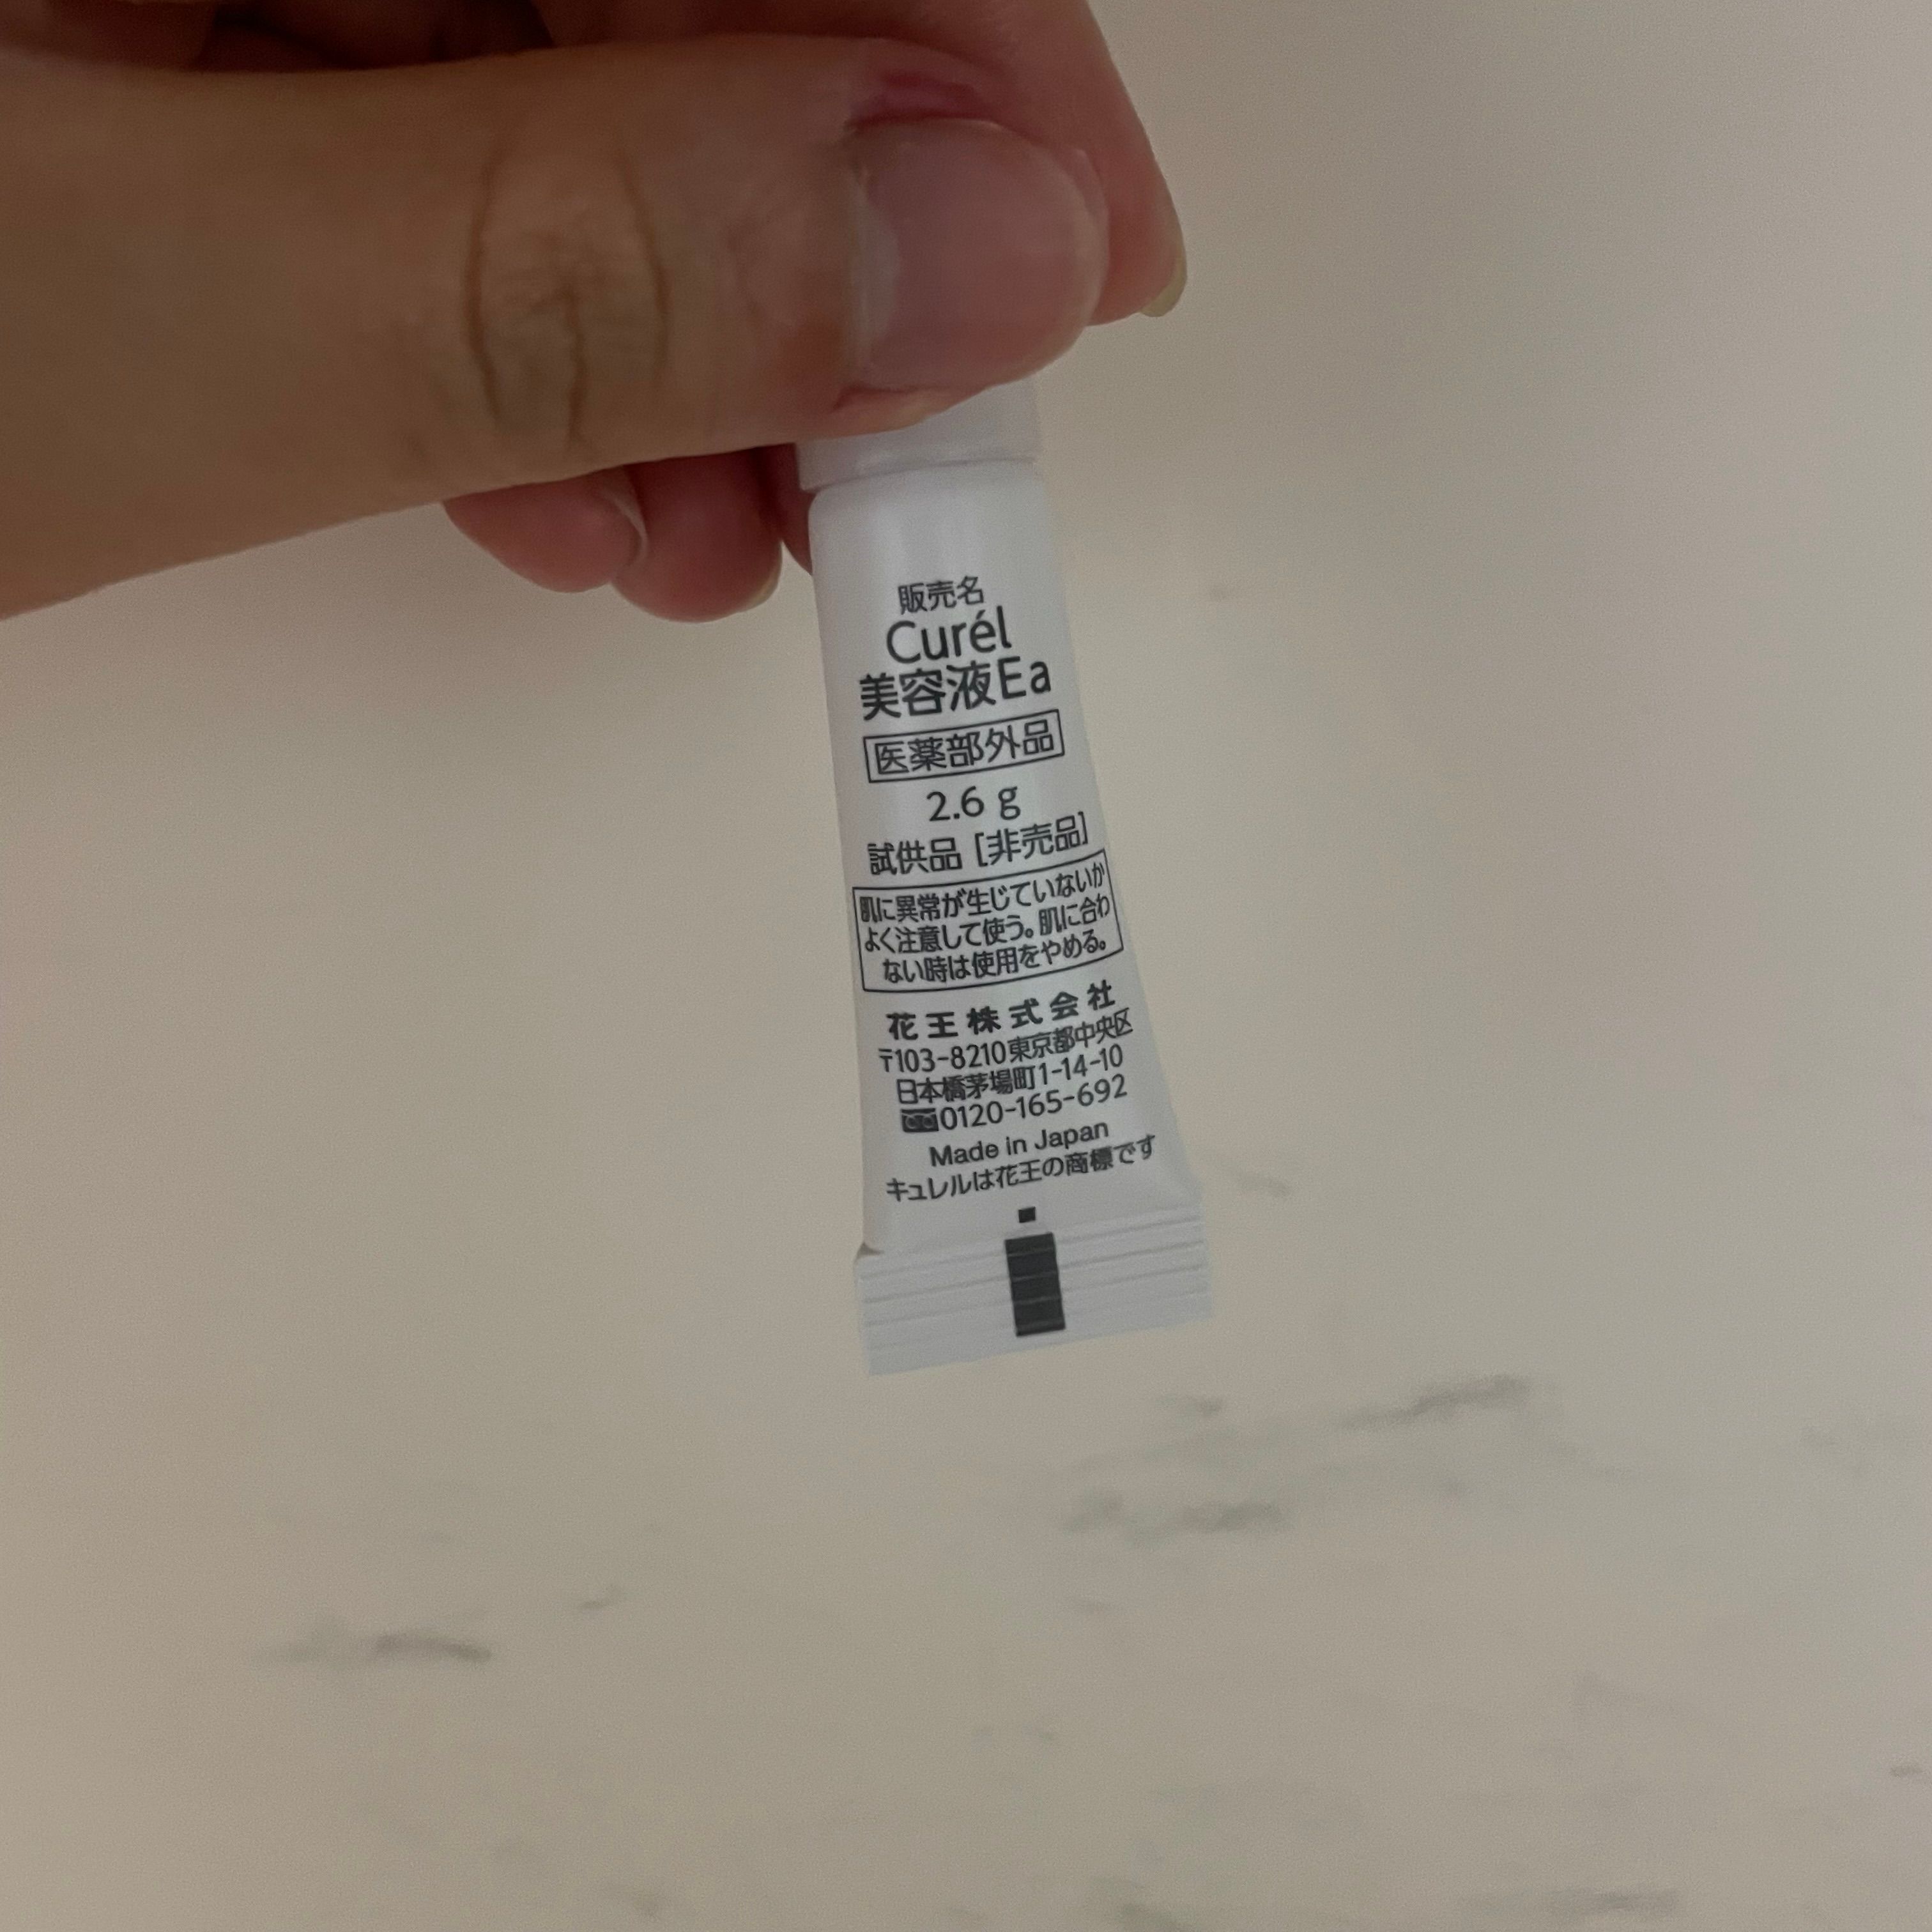 販売名
Curél
美容液Ea
医薬部外品
2.6 g
試供品 [非売品]
肌に異常が生じていないか
よく注意して使う。肌に合わ
ない時は使用をやめる。
花王株式会社
〒103-8210東京都中央区
日本橋茅場町1-14-10
0120-165-692
Made in Japan
キュレルは花王の商標です